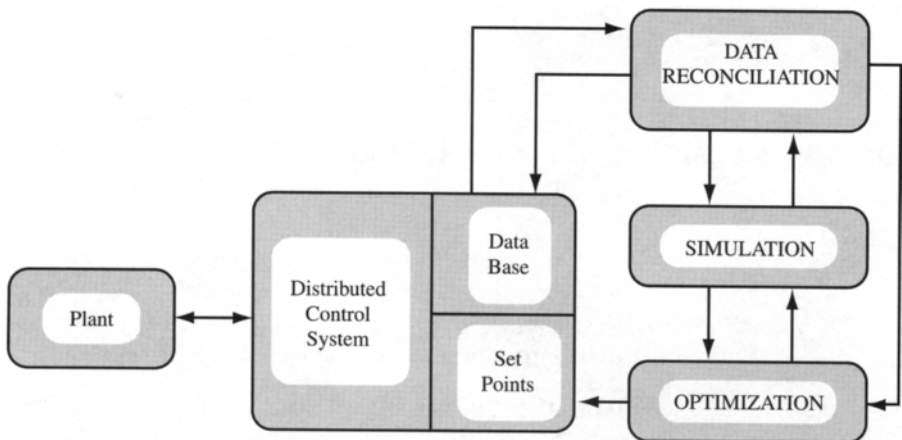 DATA
RECONCILIATION
Data
Base
SIMULATION
Distributed
Control
System
Plant
Set
Points
OPTIMIZATION